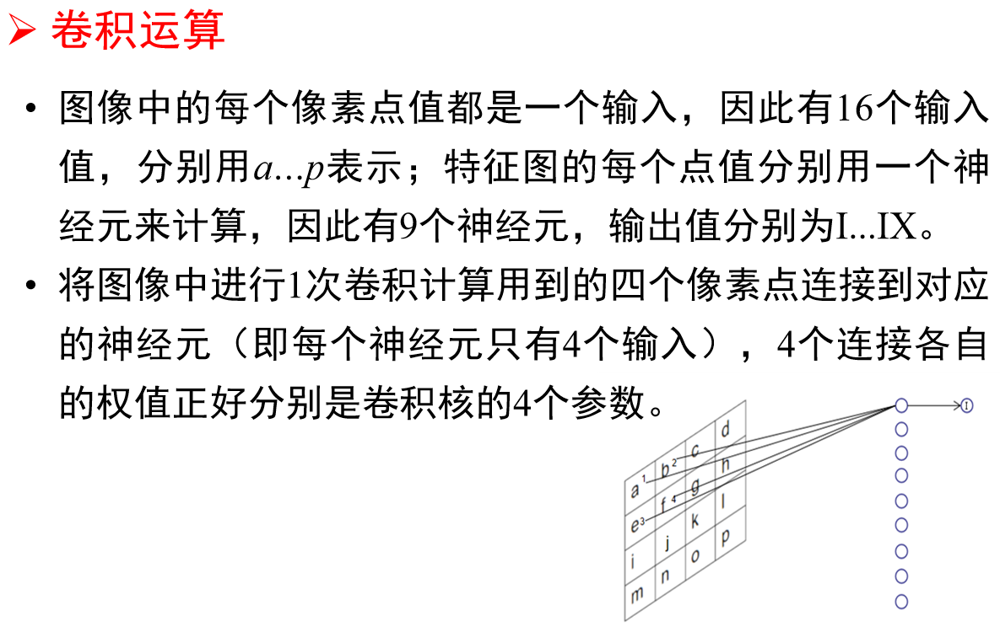 ➢ 卷积运算
• 图像中的每个像素点值都是一个输入，因此有16个输入
值，分别用a...p表示；特征图的每个点值分别用一个神
经元来计算，因此有9个神经元，输出值分别为I...IX。
• 将图像中进行1次卷积计算用到的四个像素点连接到对应
的神经元（即每个神经元只有4个输入），4个连接各自
的权值正好分别是卷积核的4个参数。
a 1 b 2 c d
e 3 f 4 g h
i j k l
m n o p
I